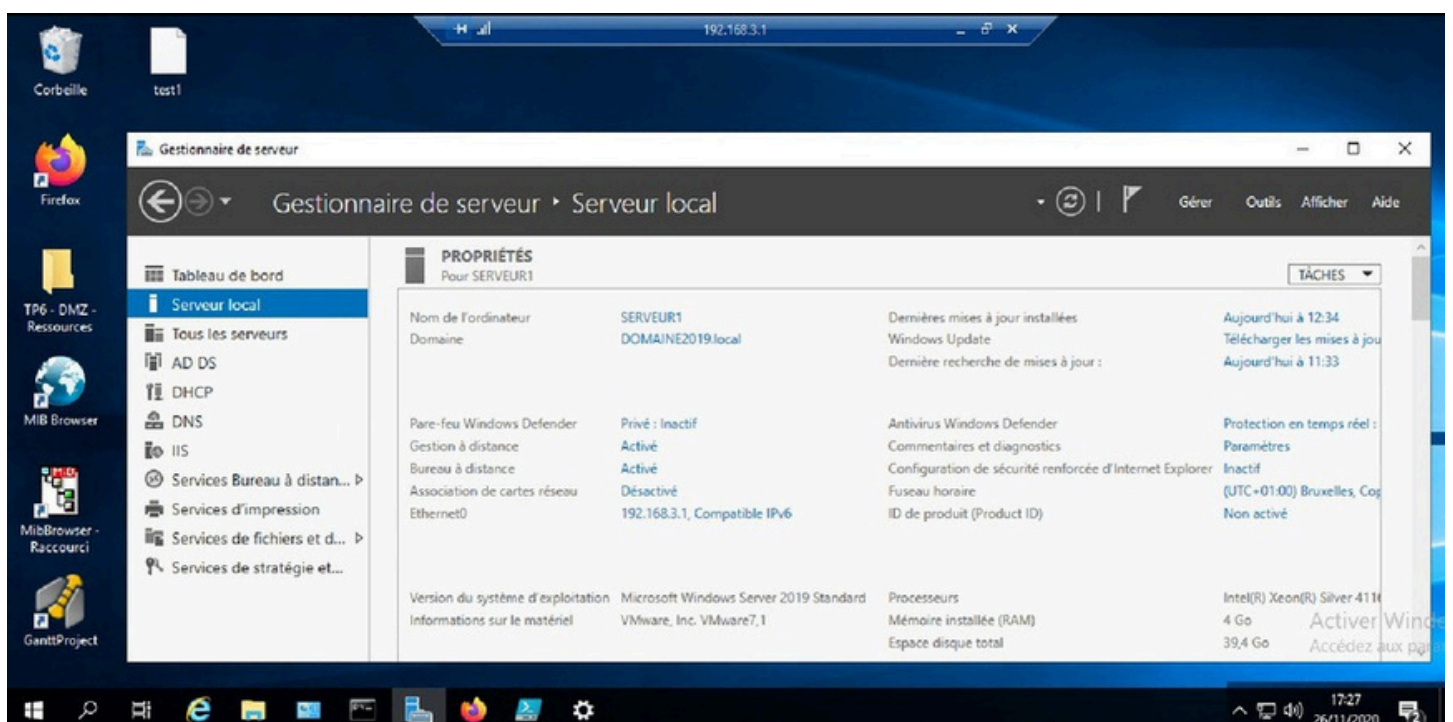 192.168.3.1
Corbeille
test1
Gestionnaire de serveur
Firefox
Gestionnaire de serveur
Serveur local
Gérer
Outils
Afficher
Aide
TP6 - DMZ -
Ressources
MIB Browser
MibBrowser -
Raccourci
GanttProject
Tableau de bord
Serveur local
Tous les serveurs
AD DS
DHCP
DNS
IIS
Services Bureau à distan...
Services d'impression
Services de fichiers et d...
Services de stratégie et...
PROPRIÉTÉS
Pour SERVEUR1
TÂCHES
Nom de l'ordinateur SERVEUR1
Domaine DOMAINE2019.local
Dernières mises à jour installées Aujourd'hui à 12:34
Windows Update Télécharger les mises à jou
Dernière recherche de mises à jour : Aujourd'hui à 11:33
Pare-feu Windows Defender Privé : Inactif
Gestion à distance Activé
Bureau à distance Activé
Association de cartes réseau Désactivé
Ethernet0 192.168.3.1, Compatible IPv6
Antivirus Windows Defender Protection en temps réel :
Commentaires et diagnostics Paramètres
Configuration de sécurité renforcée d'Internet Explorer Inactif
Fuseau horaire (UTC+01:00) Bruxelles, Cop
ID de produit (Product ID) Non activé
Version du système d'exploitation Microsoft Windows Server 2019 Standard
Informations sur le matériel VMware, Inc. VMware7,1
Processeurs Intel(R) Xeon(R) Silver 4116
Mémoire installée (RAM) 4 Go
Espace disque total 39,4 Go
Activer Windo
Accédez aux para
17:27
26/11/2020